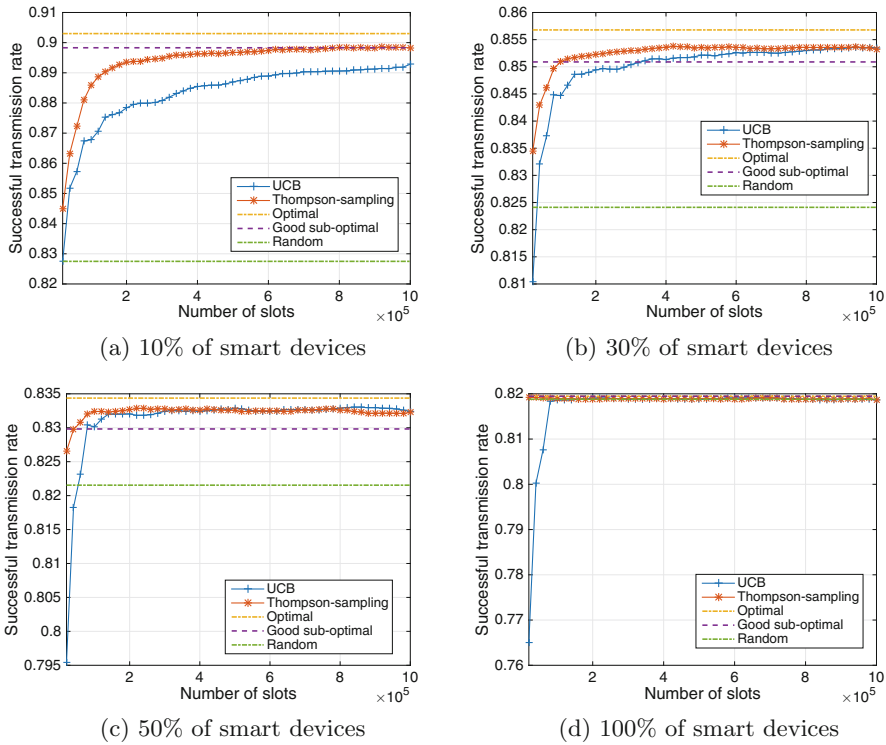 0.91
0.9
0.89
0.88
0.87
0.86
0.85
0.84
0.83
0.82
Successful transmission rate
UCB
Thompson-sampling
Optimal
Good sub-optimal
Random
2 4 6 8 10
Number of slots
×10^5
(a) 10% of smart devices
0.86
0.855
0.85
0.845
0.84
0.835
0.83
0.825
0.82
0.815
0.81
Successful transmission rate
UCB
Thompson-sampling
Optimal
Good sub-optimal
Random
2 4 6 8 10
Number of slots
×10^5
(b) 30% of smart devices
0.835
0.83
0.825
0.82
0.815
0.81
0.805
0.8
0.795
Successful transmission rate
UCB
Thompson-sampling
Optimal
Good sub-optimal
Random
2 4 6 8 10
Number of slots
×10^5
(c) 50% of smart devices
0.82
0.81
0.8
0.79
0.78
0.77
0.76
Successful transmission rate
UCB
Thompson-sampling
Optimal
Good sub-optimal
Random
2 4 6 8 10
Number of slots
×10^5
(d) 100% of smart devices